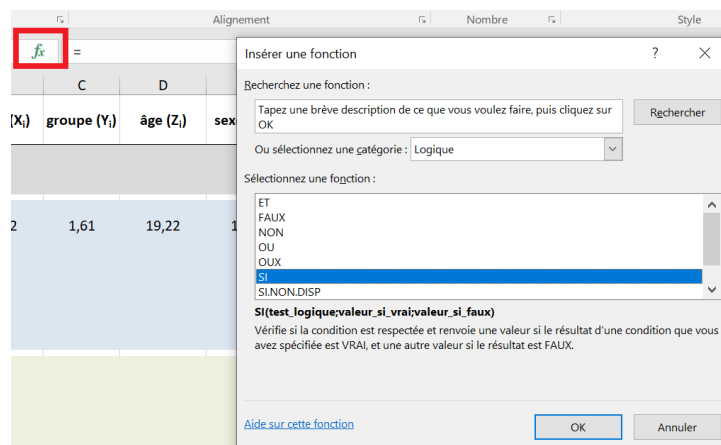 Alignement Nombre Style
fx =
Insérer une fonction ? X
C D
Recherchez une fonction :
(Xi) groupe (Yi) âge (Zi)
Tapez une brève description de ce que vous voulez faire, puis cliquez sur
OK
Rechercher
Ou sélectionnez une catégorie : Logique
Sélectionnez une fonction :
ET
FAUX
2 1,61 19,22 1
NON
OU
OUX
SI
SI.NON.DISP
SI(test_logique;valeur_si_vrai;valeur_si_faux)
Vérifie si la condition est respectée et renvoie une valeur si le résultat d'une condition que vous
avez spécifiée est VRAI, et une autre valeur si le résultat est FAUX.
Aide sur cette fonction
OK Annuler